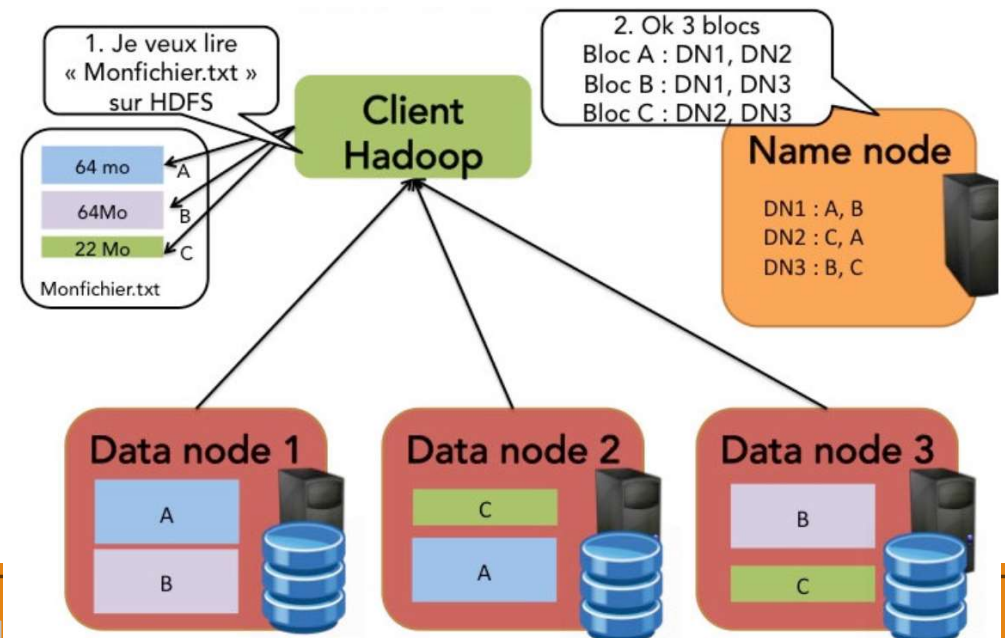 1. Je veux lire
« Monfichier.txt »
sur HDFS
2. Ok 3 blocs
Bloc A : DN1, DN2
Bloc B : DN1, DN3
Bloc C : DN2, DN3
Client
Hadoop
64 mo
A
64Mo
B
22 Mo
C
Monfichier.txt
Name node
DN1 : A, B
DN2 : C, A
DN3 : B, C
Data node 1
A
B
Data node 2
C
A
Data node 3
B
C